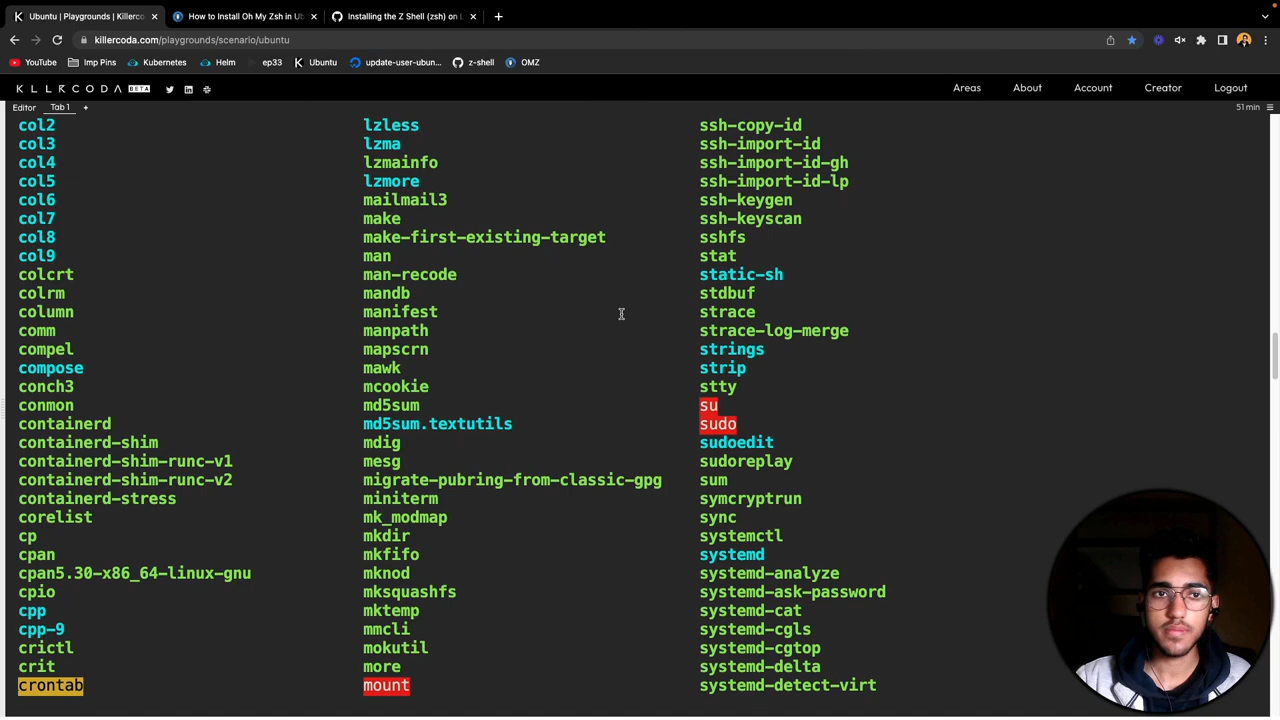 Ubuntu | Playgrounds | Killerco
How to Install Oh My Zsh in Ub
Installing the Z Shell (zsh) on L
killercoda.com/playgrounds/scenario/ubuntu
YouTube
Imp Pins
Kubernetes
Helm
ep33
Ubuntu
update-user-ubun...
z-shell
OMZ
KLLRCODA BETA
Areas
About
Account
Creator
Logout
Editor
Tab 1
+
51 min
col2 lzless ssh-copy-id
col3 lzma ssh-import-id
col4 lzmainfo ssh-import-id-gh
col5 lzmore ssh-import-id-lp
col6 mailmail3 ssh-keygen
col7 make ssh-keyscan
col8 make-first-existing-target sshfs
col9 man stat
colcrt man-recode static-sh
colrm mandb stdbuf
column manifest strace
comm manpath strace-log-merge
compel mapscrn strings
compose mawk strip
conch3 mcookie stty
conmon md5sum su
containerd md5sum.textutils sudo
containerd-shim mdig sudoedit
containerd-shim-runc-v1 mesg sudoreplay
containerd-shim-runc-v2 migrate-pubring-from-classic-gpg sum
containerd-stress miniterm symcryptrun
corelist mk_modmap sync
cp mkdir systemctl
cpan mkfifo systemd
cpan5.30-x86_64-linux-gnu mknod systemd-analyze
cpio mksquashfs systemd-ask-password
cpp mktemp systemd-cat
cpp-9 mmcli systemd-cgls
crictl mokutil systemd-cgtop
crit more systemd-delta
crontab mount systemd-detect-virt